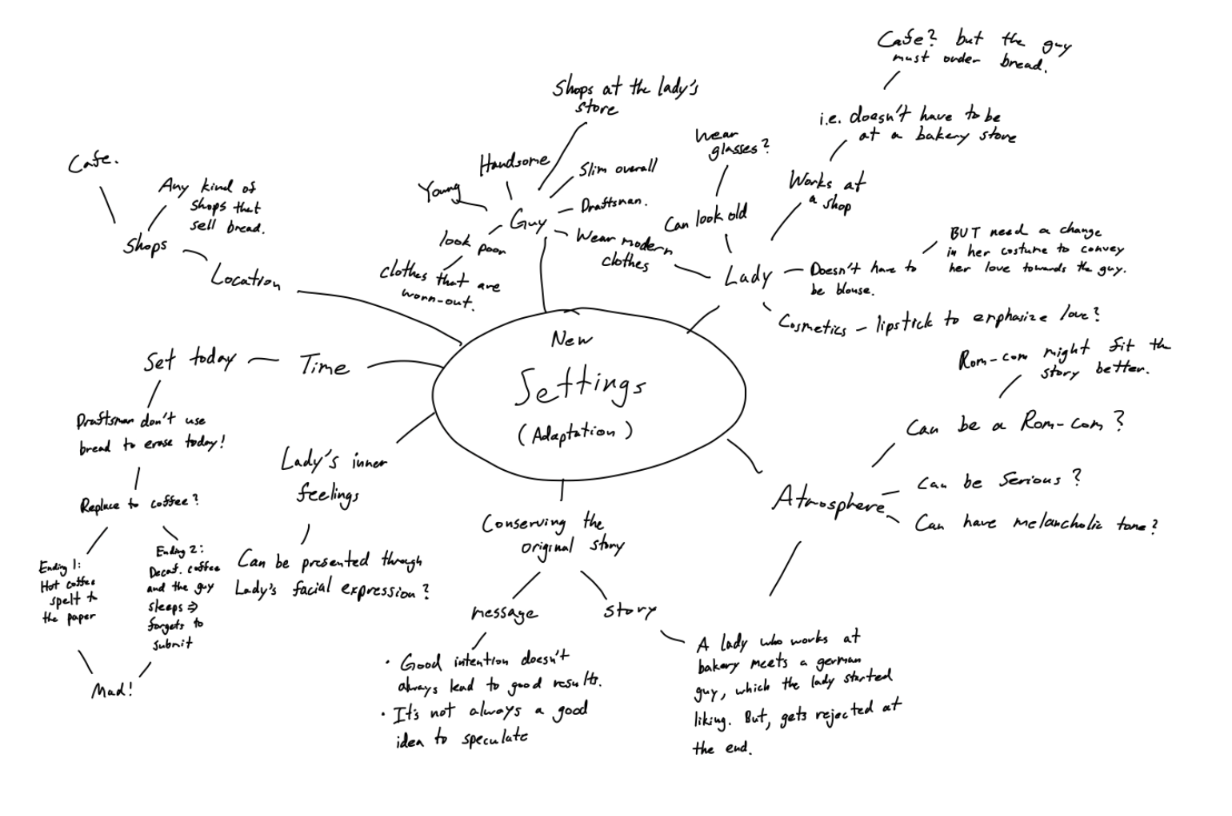 New
Settings
(Adaptation)
Location
Shops
Cafe.
Any kind of
shops that
sell bread.
Time
Set today
Draftsman don't use
bread to erase today!
Replace to coffee?
Ending 1:
Hot coffee
spelt to
the paper
Ending 2:
Decaf. coffee
and the guy
sleeps ⇒
forgets to
submit
Mad!
Lady's inner
feelings
Can be presented through
Lady's facial expression?
Conserving the
original story
message
• Good intention doesn't
always lead to good results.
• It's not always a good
idea to speculate
story
A lady who works at
bakery meets a german
guy, which the lady started
liking. But, gets rejected at
the end.
Atmosphere
Can be a Rom-com?
Rom-com might fit the
story better.
Can be Serious?
Can have melancholic tone?
Lady
Wear modern
clothes
Can look old
Wear
glasses?
Works at
a shop
i.e. doesn't have to be
at a bakery store
Cafe? but the guy
must order bread.
Doesn't have to
be blouse.
BUT need a change
in her costume to convey
her love towards the guy.
Cosmetics – lipstick to emphasize love?
Guy
Young
Handsome
Shops at the lady's
store
Slim overall
Draftsman.
look poor
clothes that are
worn-out.